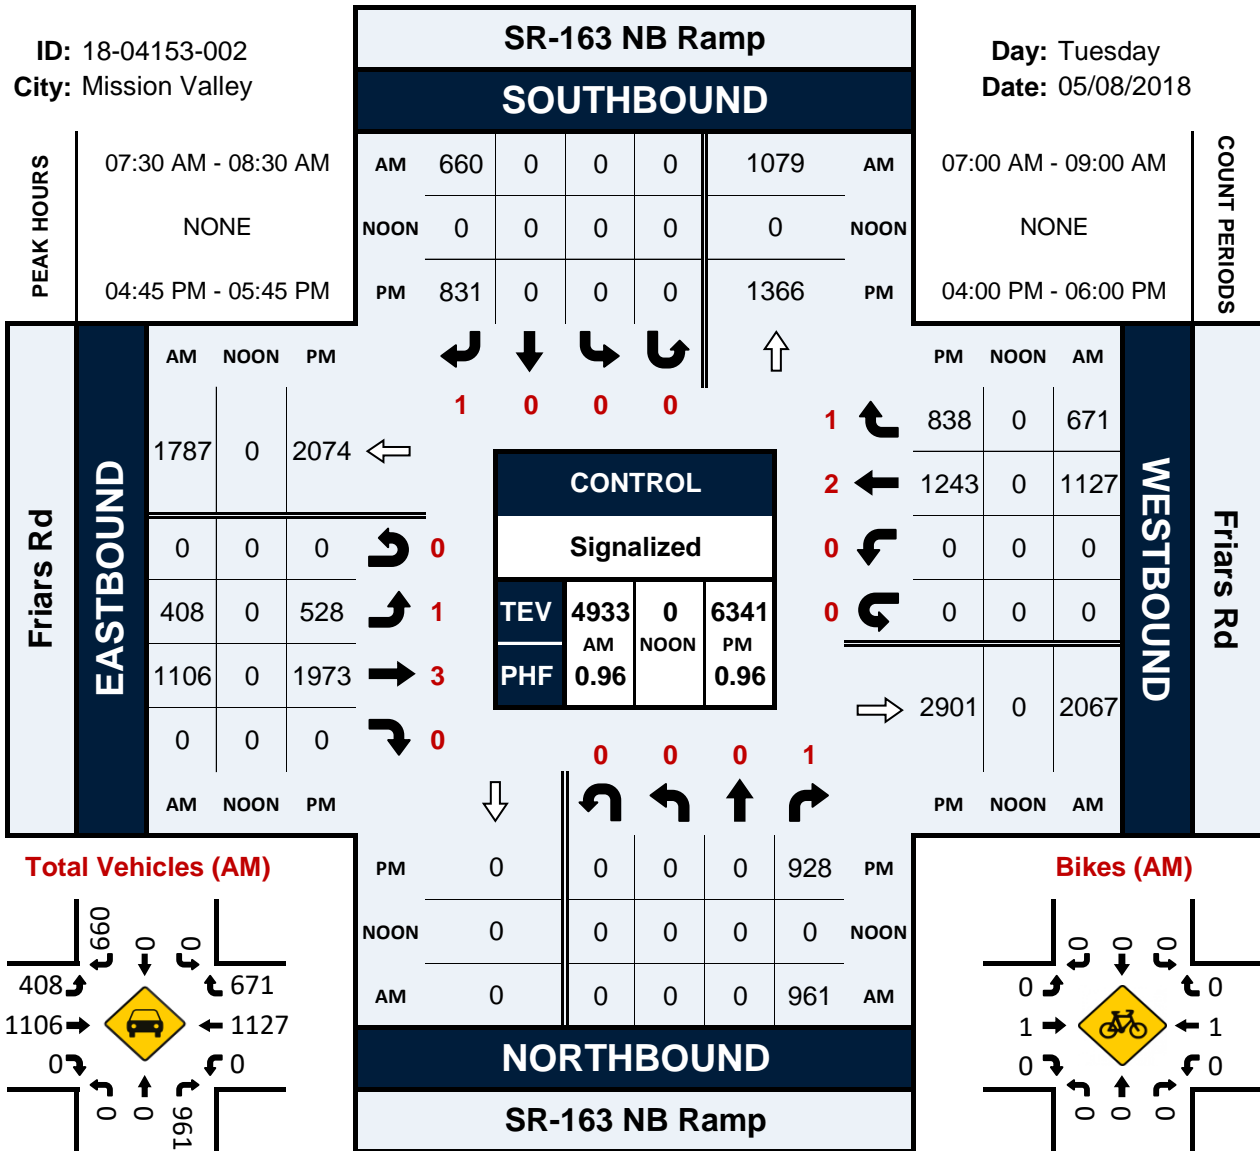 ID: 18-04153-002
City: Mission Valley
SR-163 NB Ramp
SOUTHBOUND
Day: Tuesday
Date: 05/08/2018
PEAK HOURS
07:30 AM - 08:30 AM
NONE
04:45 PM - 05:45 PM
AM 660 0 0 0 1079 AM
NOON 0 0 0 0 0 NOON
PM 831 0 0 0 1366 PM
07:00 AM - 09:00 AM
NONE
04:00 PM - 06:00 PM
COUNT PERIODS
1 0 0 0
Friars Rd
EASTBOUND
AM NOON PM
1787 0 2074
0 0 0 0
408 0 528 1
1106 0 1973 3
0 0 0 0
AM NOON PM
CONTROL
Signalized
TEV 4933 0 6341
AM NOON PM
PHF 0.96 0.96
PM NOON AM
1 838 0 671
2 1243 0 1127
0 0 0 0
0 0 0 0
2901 0 2067
PM NOON AM
WESTBOUND
Friars Rd
0 0 0 1
PM 0 0 0 0 928 PM
NOON 0 0 0 0 0 NOON
AM 0 0 0 0 961 AM
NORTHBOUND
SR-163 NB Ramp
Total Vehicles (AM)
660 0 0
408 671
1106 1127
0 0
0 0 961
Bikes (AM)
0 0 0
0 0
1 1
0 0
0 0 0